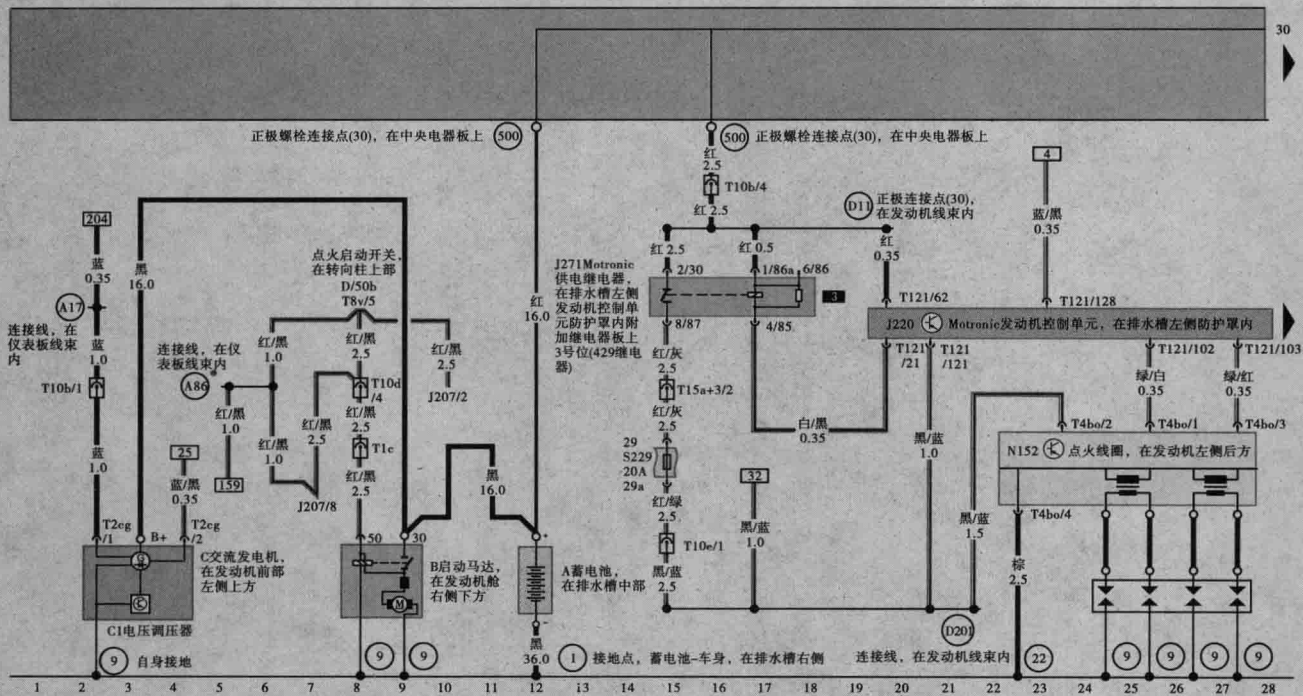 30
正极螺栓连接点(30), 在中央电器板上
500
500
正极螺栓连接点(30), 在中央电器板上
红
2.5
T10b/4
红 2.5
4
蓝/黑
0.35
D11
正极连接点(30),
在发动机线束内
204
蓝
0.35
黑
16.0
点火启动开关,
在转向柱上部
D/50b
T8v/5
红
16.0
J271Motronic
供电继电器,
在排水槽左侧
发动机控制单
元防护罩内附
加继电器板上
3号位(429继电
器)
红 2.5
红 0.5
红
0.35
2/30
1/86a
6/86
3
8/87
4/85
T121/62
T121/128
J220
Motronic发动机控制单元, 在排水槽左侧防护罩内
T121
/21
T121
/121
T121/102
T121/103
A17
连接线, 在
仪表板线束
内
蓝
1.0
T10b/1
蓝
1.0
连接线, 在仪
表板线束内
A86
红/黑
1.0
红/黑
2.5
红/黑
2.5
J207/2
T10d
/4
红/黑
1.0
红/黑
1.0
红/黑
2.5
红/黑
2.5
T1c
红/黑
2.5
J207/8
25
蓝/黑
0.35
159
黑
16.0
红/灰
2.5
T15a+3/2
红/灰
2.5
29
S229
20A
29a
红/绿
2.5
T10e/1
黑/蓝
2.5
白/黑
0.35
32
黑/蓝
1.0
黑/蓝
1.0
黑/蓝
1.5
绿/白
0.35
绿/红
0.35
T4bo/2
T4bo/1
T4bo/3
N152
点火线圈, 在发动机左侧后方
T4bo/4
棕
2.5
T2cg
/1
B+
T2cg
/2
G
C交流发电机,
在发动机前部
左侧上方
C1电压调压器
50
30
M
B启动马达,
在发动机舱
右侧下方
+
A蓄电池,
在排水槽中部
-
黑
36.0
9
自身接地
9
9
1
接地点, 蓄电池-车身, 在排水槽右侧
D201
连接线, 在发动机线束内
22
9
9
9
9
1 2 3 4 5 6 7 8 9 10 11 12 13 14 15 16 17 18 19 20 21 22 23 24 25 26 27 28